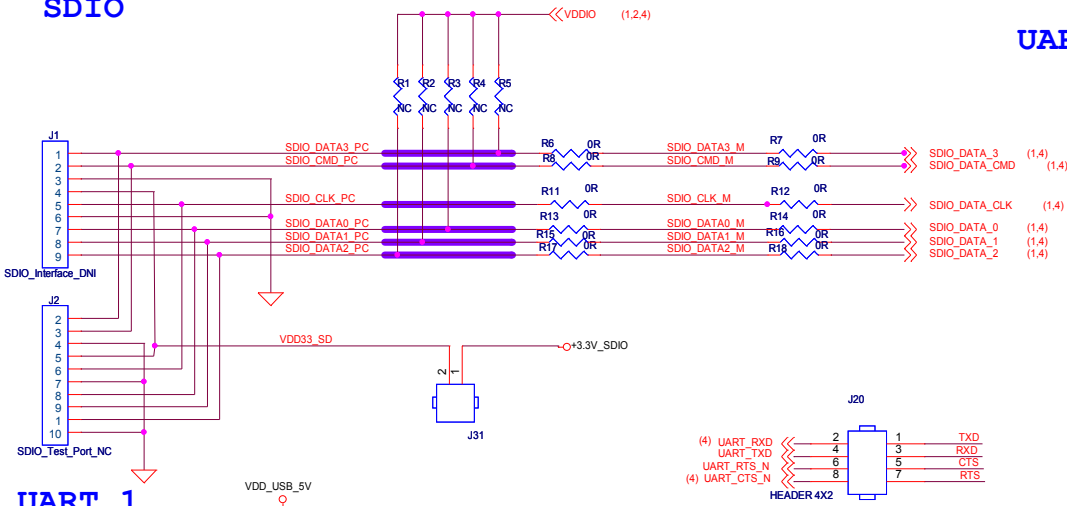 SDIO
VDDIO (1,2,4)
UAR
R1 R2 R3 R4 R5
NC NC NC NC NC
J1
1 SDIO_DATA3_PC R6 0R SDIO_DATA3_M R7 0R SDIO_DATA_3 (1,4)
2 SDIO_CMD_PC R8 0R SDIO_CMD_M R9 0R SDIO_DATA_CMD (1,4)
3
4
5 SDIO_CLK_PC R11 0R SDIO_CLK_M R12 0R SDIO_DATA_CLK (1,4)
6
7 SDIO_DATA0_PC R13 SDIO_DATA0_M R14 0R SDIO_DATA_0 (1,4)
8 SDIO_DATA1_PC R15 0R SDIO_DATA1_M R16 0R SDIO_DATA_1 (1,4)
9 SDIO_DATA2_PC R17 0R SDIO_DATA2_M R18 0R SDIO_DATA_2 (1,4)
SDIO_Interface_DNI
J2
2
3
4
5
6
7
8
9
1
10
SDIO_Test_Port_NC
VDD33_SD
+3.3V_SDIO
2 1
J31
J20
(4) UART_RXD 2 1 TXD
UART_TXD 4 3 RXD
UART_RTS_N 6 5 CTS
(4) UART_CTS_N 8 7 RTS
HEADER 4X2
UART 1
VDD_USB_5V